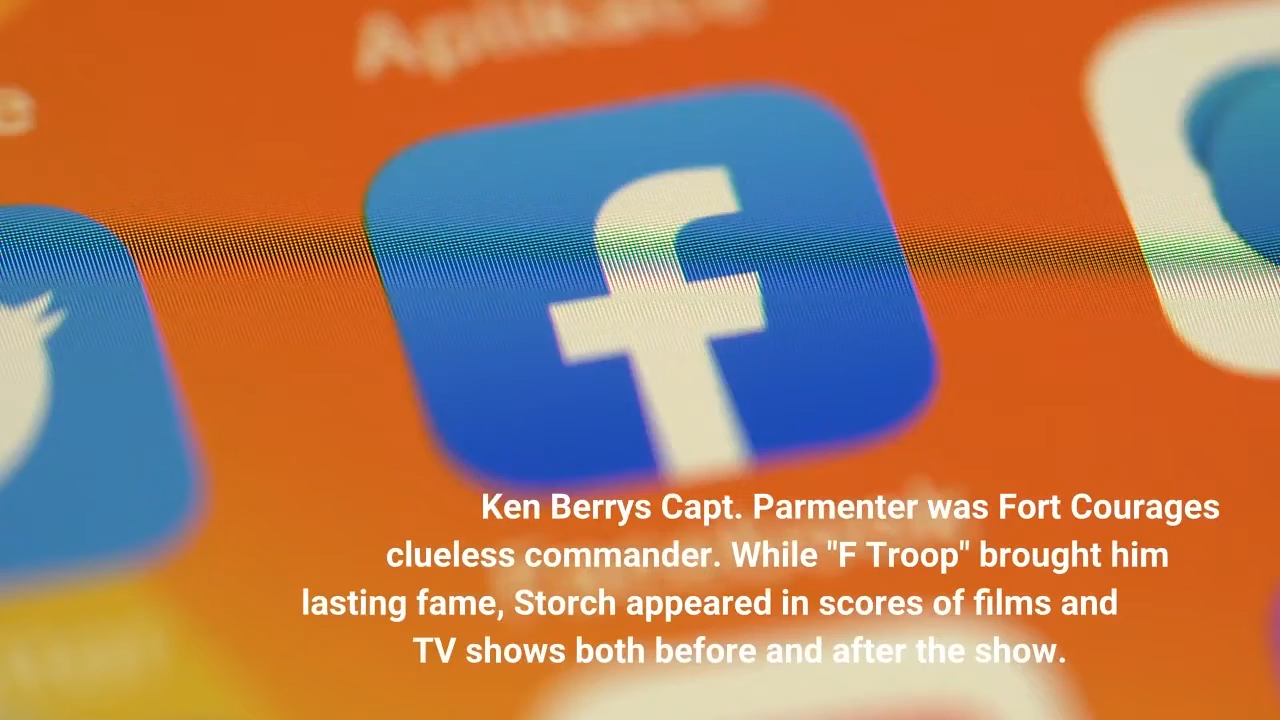 Aplikace
f
Ken Berrys Capt. Parmenter was Fort Courages
clueless commander. While "F Troop" brought him
lasting fame, Storch appeared in scores of films and
TV shows both before and after the show.